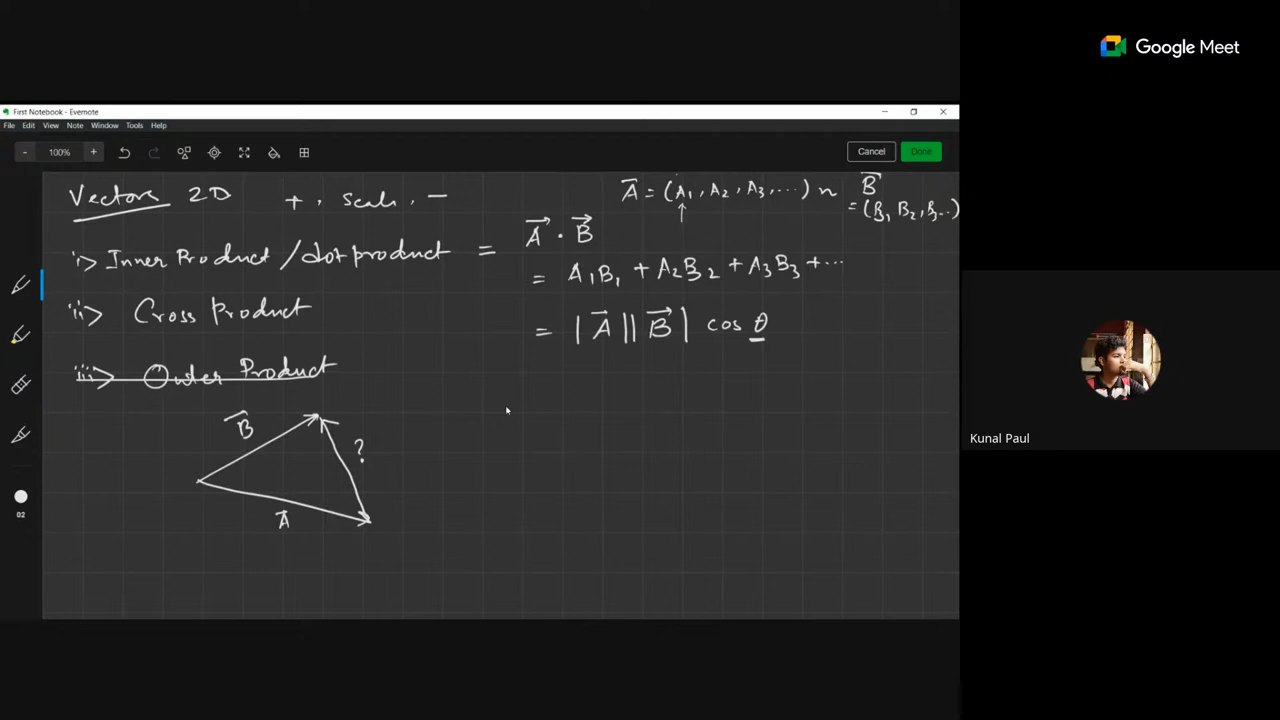 Google Meet
First Notebook - Evernote
File Edit View Note Window Tools Help
- 100% +
Cancel Done
Vectors 2D + , scale , −
A⃗ = (A₁, A₂, A₃, ...) n B⃗
= (B₁ B₂, B₃..)
i> Inner Product / dot product = A⃗ · B⃗
= A₁B₁ + A₂B₂ + A₃B₃ + ...
ii> Cross Product
= |A⃗||B⃗| cos θ
iii> Outer Product
B⃗
?
A⃗
Kunal Paul
02